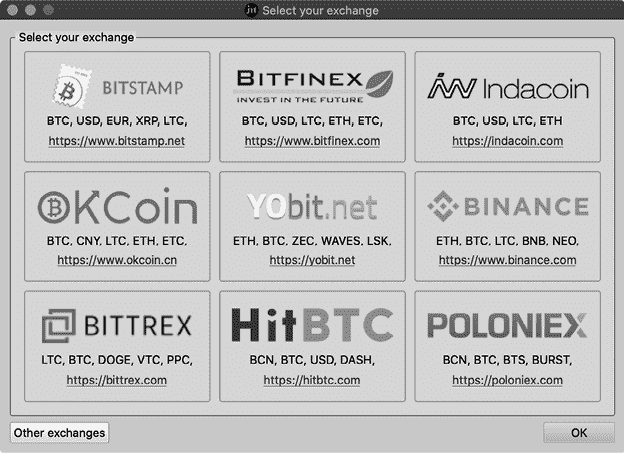 Select your exchange
Select your exchange
BITSTAMP
BTC, USD, EUR, XRP, LTC,
https://www.bitstamp.net
BITFINEX
INVEST IN THE FUTURE
BTC, USD, LTC, ETH, ETC,
https://www.bitfinex.com
Indacoin
BTC, USD, LTC, ETH
https://indacoin.com
OKCoin
BTC, CNY, LTC, ETH, ETC,
https://www.okcoin.cn
YObit.net
ETH, BTC, ZEC, WAVES, LSK,
https://yobit.net
BINANCE
ETH, BTC, LTC, BNB, NEO,
https://www.binance.com
BITTREX
LTC, BTC, DOGE, VTC, PPC,
https://bittrex.com
HitBTC
BCN, BTC, USD, DASH,
https://hitbtc.com
POLONIEX
BCN, BTC, BTS, BURST,
https://poloniex.com
Other exchanges
OK